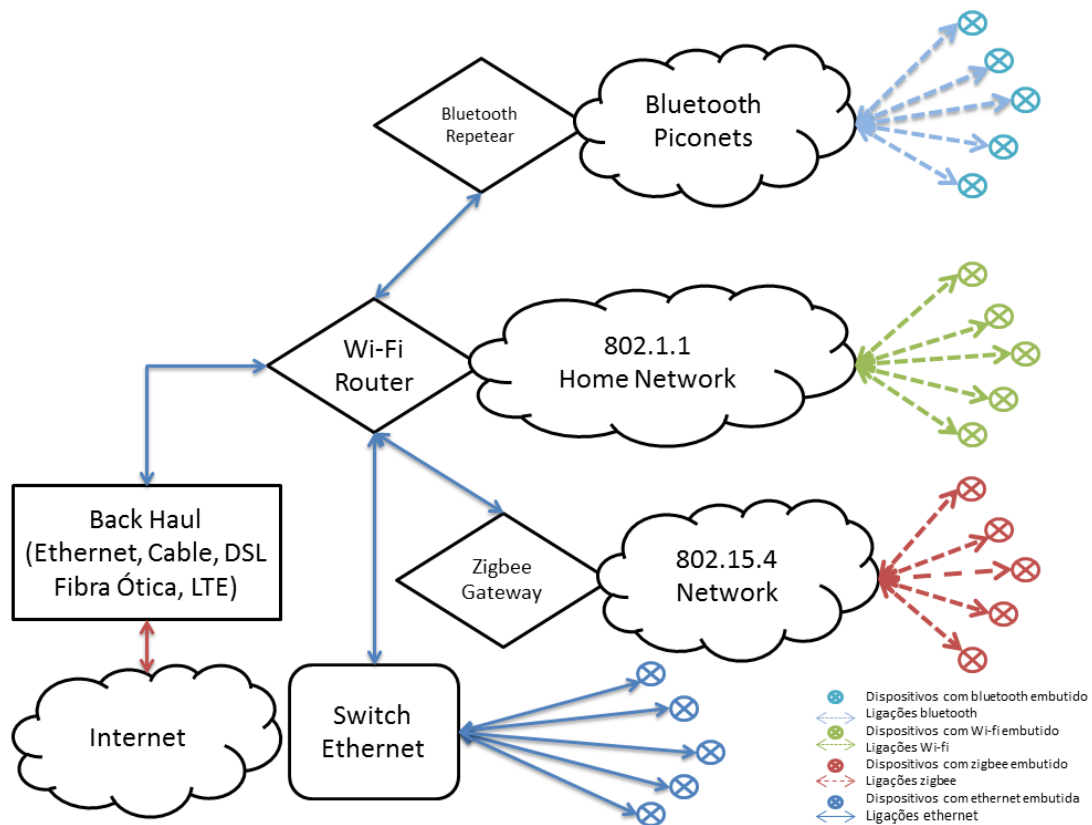 Bluetooth
Repetear
Bluetooth
Piconets
Wi-Fi
Router
802.1.1
Home Network
Back Haul
(Ethernet, Cable, DSL
Fibra Ótica, LTE)
Zigbee
Gateway
802.15.4
Network
Internet
Switch
Ethernet
Dispositivos com bluetooth embutido
Ligações bluetooth
Dispositivos com Wi-fi embutido
Ligações Wi-fi
Dispositivos com zigbee embutido
Ligações zigbee
Dispositivos com ethernet embutida
Ligações ethernet